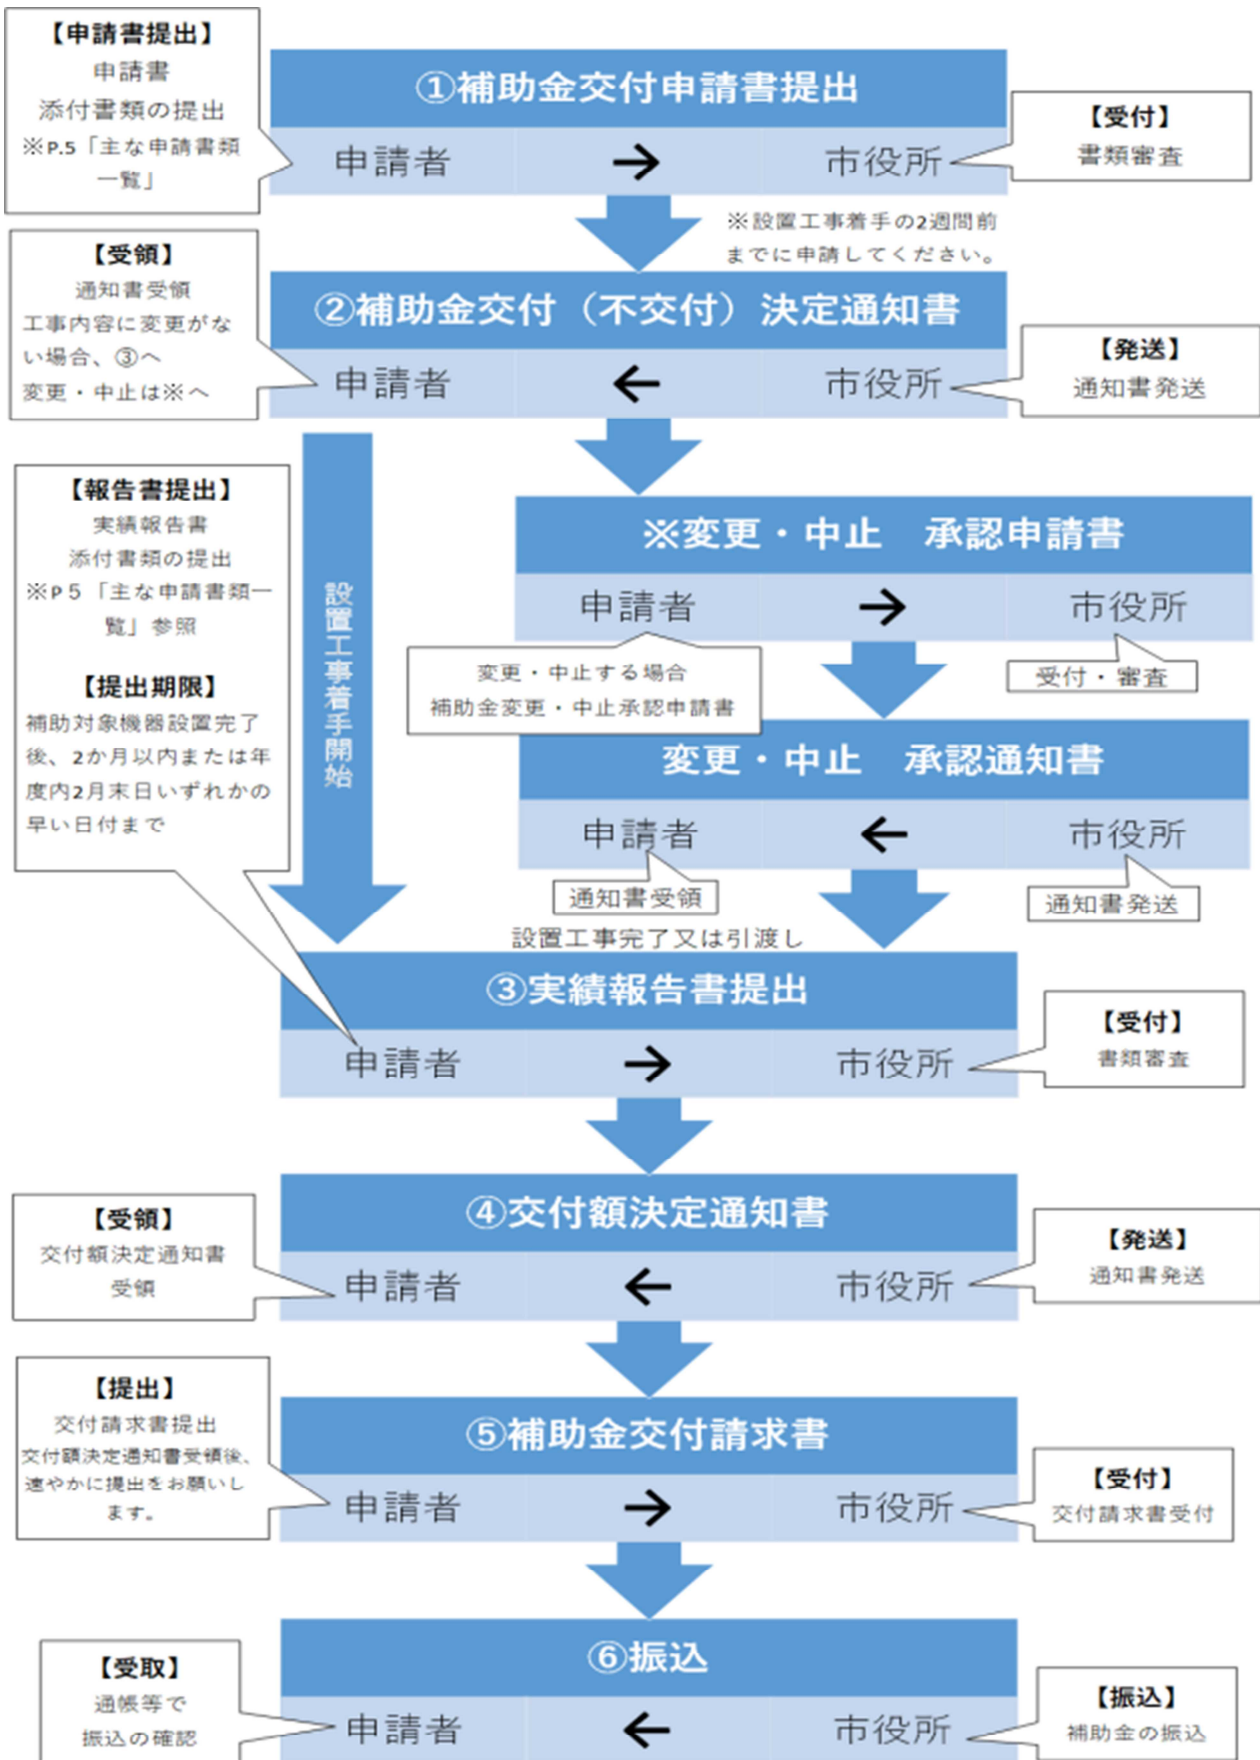 【申請書提出】
申請書
添付書類の提出
※P.5「主な申請書類
一覧」
①補助金交付申請書提出
申請者
→
市役所
【受付】
書類審査
※設置工事着手の2週間前
までに申請してください。
【受領】
通知書受領
工事内容に変更がな
い場合、③へ
変更・中止は※へ
②補助金交付（不交付）決定通知書
申請者
←
市役所
【発送】
通知書発送
設置工事着手開始
※変更・中止　承認申請書
申請者
→
市役所
変更・中止する場合
補助金変更・中止承認申請書
受付・審査
変更・中止　承認通知書
申請者
←
市役所
通知書受領
通知書発送
設置工事完了又は引渡し
【報告書提出】
実績報告書
添付書類の提出
※P５「主な申請書類一
覧」参照
【提出期限】
補助対象機器設置完了
後、2か月以内または年
度内2月末日いずれかの
早い日付まで
③実績報告書提出
申請者
→
市役所
【受付】
書類審査
【受領】
交付額決定通知書
受領
④交付額決定通知書
申請者
←
市役所
【発送】
通知書発送
【提出】
交付請求書提出
交付額決定通知書受領後、
速やかに提出をお願いし
ます。
⑤補助金交付請求書
申請者
→
市役所
【受付】
交付請求書受付
【受取】
通帳等で
振込の確認
⑥振込
申請者
←
市役所
【振込】
補助金の振込